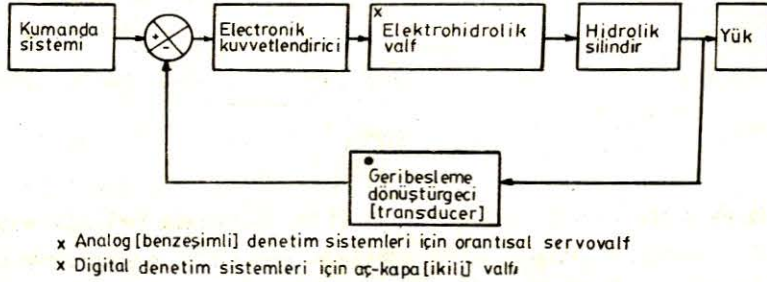 Kumanda
sistemi
+
-
Electronik
kuvvetlendirici
x
Elektrohidrolik
valf
Hidrolik
silindir
Yük
Geribesleme
dönüştürgeci
[transducer]
x Analog [benzeşimli] denetim sistemleri için orantısal servovalf
x Digital denetim sistemleri için aç-kapa [ikili] valfı